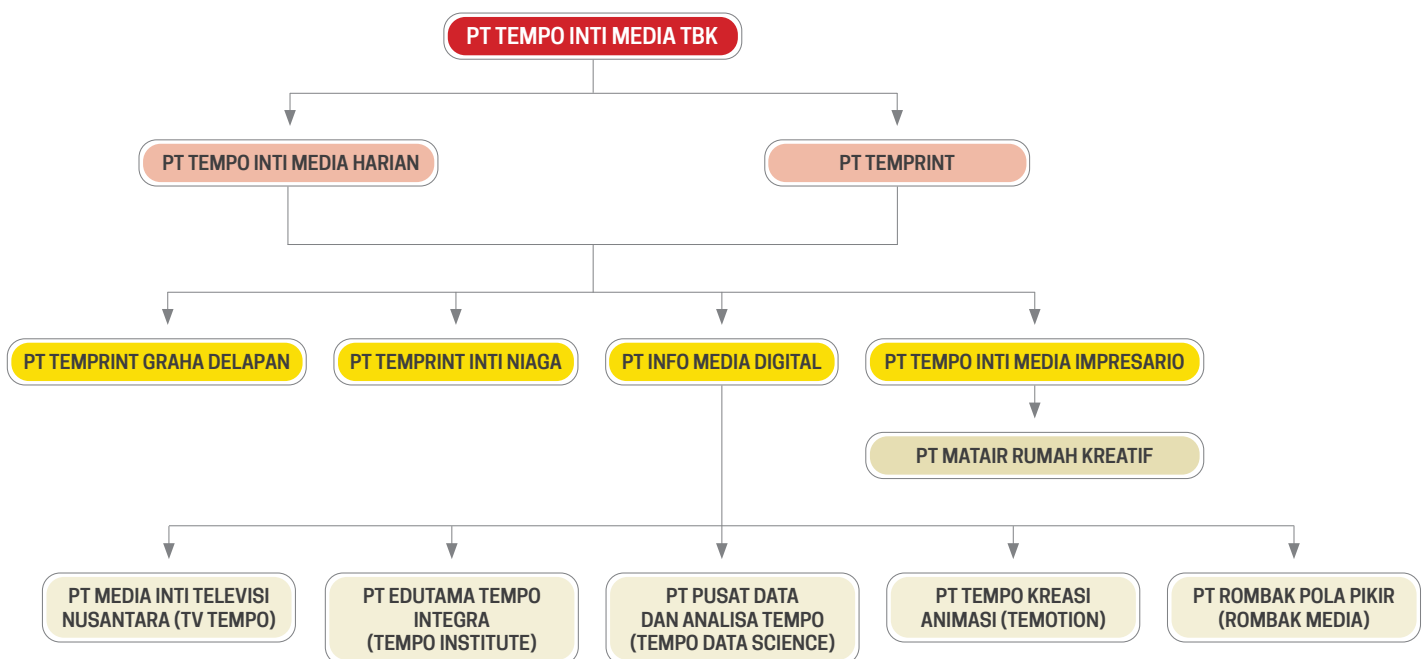 PT TEMPO INTI MEDIA TBK
PT TEMPO INTI MEDIA HARIAN
PT TEMPRINT
PT TEMPRINT GRAHA DELAPAN
PT TEMPRINT INTI NIAGA
PT INFO MEDIA DIGITAL
PT TEMPO INTI MEDIA IMPRESARIO
PT MATAIR RUMAH KREATIF
PT MEDIA INTI TELEVISI
NUSANTARA (TV TEMPO)
PT EDUTAMA TEMPO
INTEGRA
(TEMPO INSTITUTE)
PT PUSAT DATA
DAN ANALISA TEMPO
(TEMPO DATA SCIENCE)
PT TEMPO KREASI
ANIMASI (TEMOTION)
PT ROMBAK POLA PIKIR
(ROMBAK MEDIA)